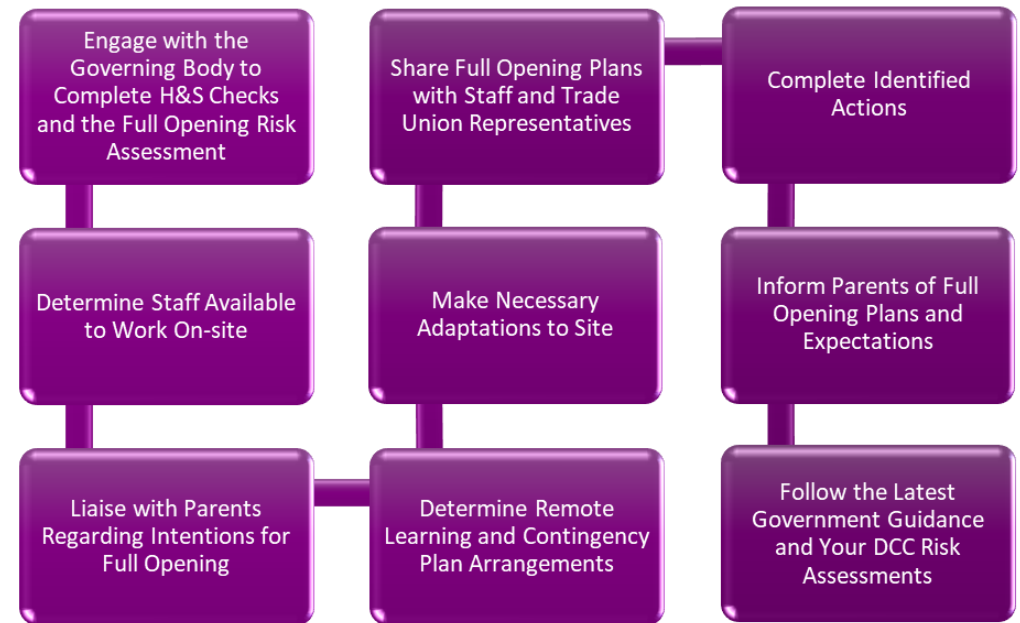 Engage with the
Governing Body to
Complete H&S Checks
and the Full Opening Risk
Assessment
Determine Staff Available
to Work On-site
Liaise with Parents
Regarding Intentions for
Full Opening
Determine Remote
Learning and Contingency
Plan Arrangements
Make Necessary
Adaptations to Site
Share Full Opening Plans
with Staff and Trade
Union Representatives
Complete Identified
Actions
Inform Parents of Full
Opening Plans and
Expectations
Follow the Latest
Government Guidance
and Your DCC Risk
Assessments